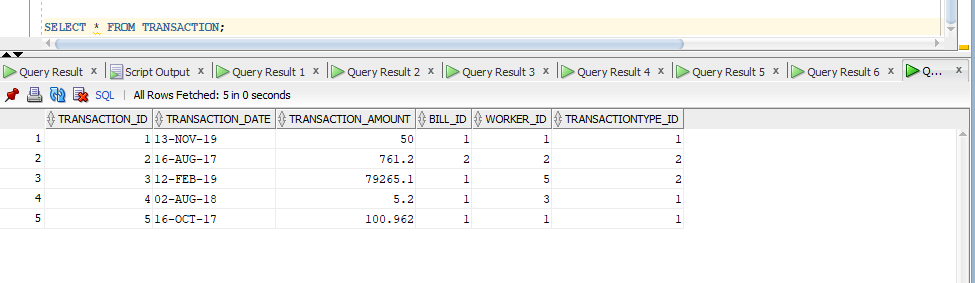 SELECT * FROM TRANSACTION;
Query Result x Script Output x Query Result 1 x Query Result 2 x Query Result 3 x Query Result 4 x Query Result 5 x Query Result 6 x Q... x
SQL | All Rows Fetched: 5 in 0 seconds
TRANSACTION_ID TRANSACTION_DATE TRANSACTION_AMOUNT BILL_ID WORKER_ID TRANSACTIONTYPE_ID
1 1 13-NOV-19 50 1 1 1
2 2 16-AUG-17 761.2 2 2 2
3 3 12-FEB-19 79265.1 1 5 2
4 4 02-AUG-18 5.2 1 3 1
5 5 16-OCT-17 100.962 1 1 1